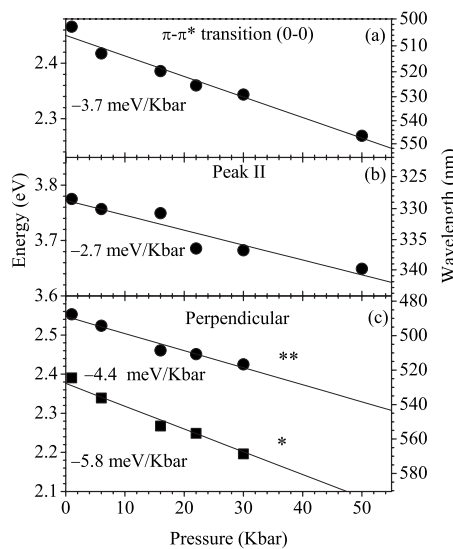 π-π* transition (0-0)
(a)
500
510
520
530
540
550
2.4
2.3
−3.7 meV/Kbar
Peak II
(b)
325
330
335
340
3.8
3.7
3.6
−2.7 meV/Kbar
Energy (eV)
Wavelength (nm)
Perpendicular
(c)
480
500
520
540
560
580
2.5
2.4
2.3
2.2
2.1
**
−4.4 meV/Kbar
*
−5.8 meV/Kbar
0 10 20 30 40 50
Pressure (Kbar)